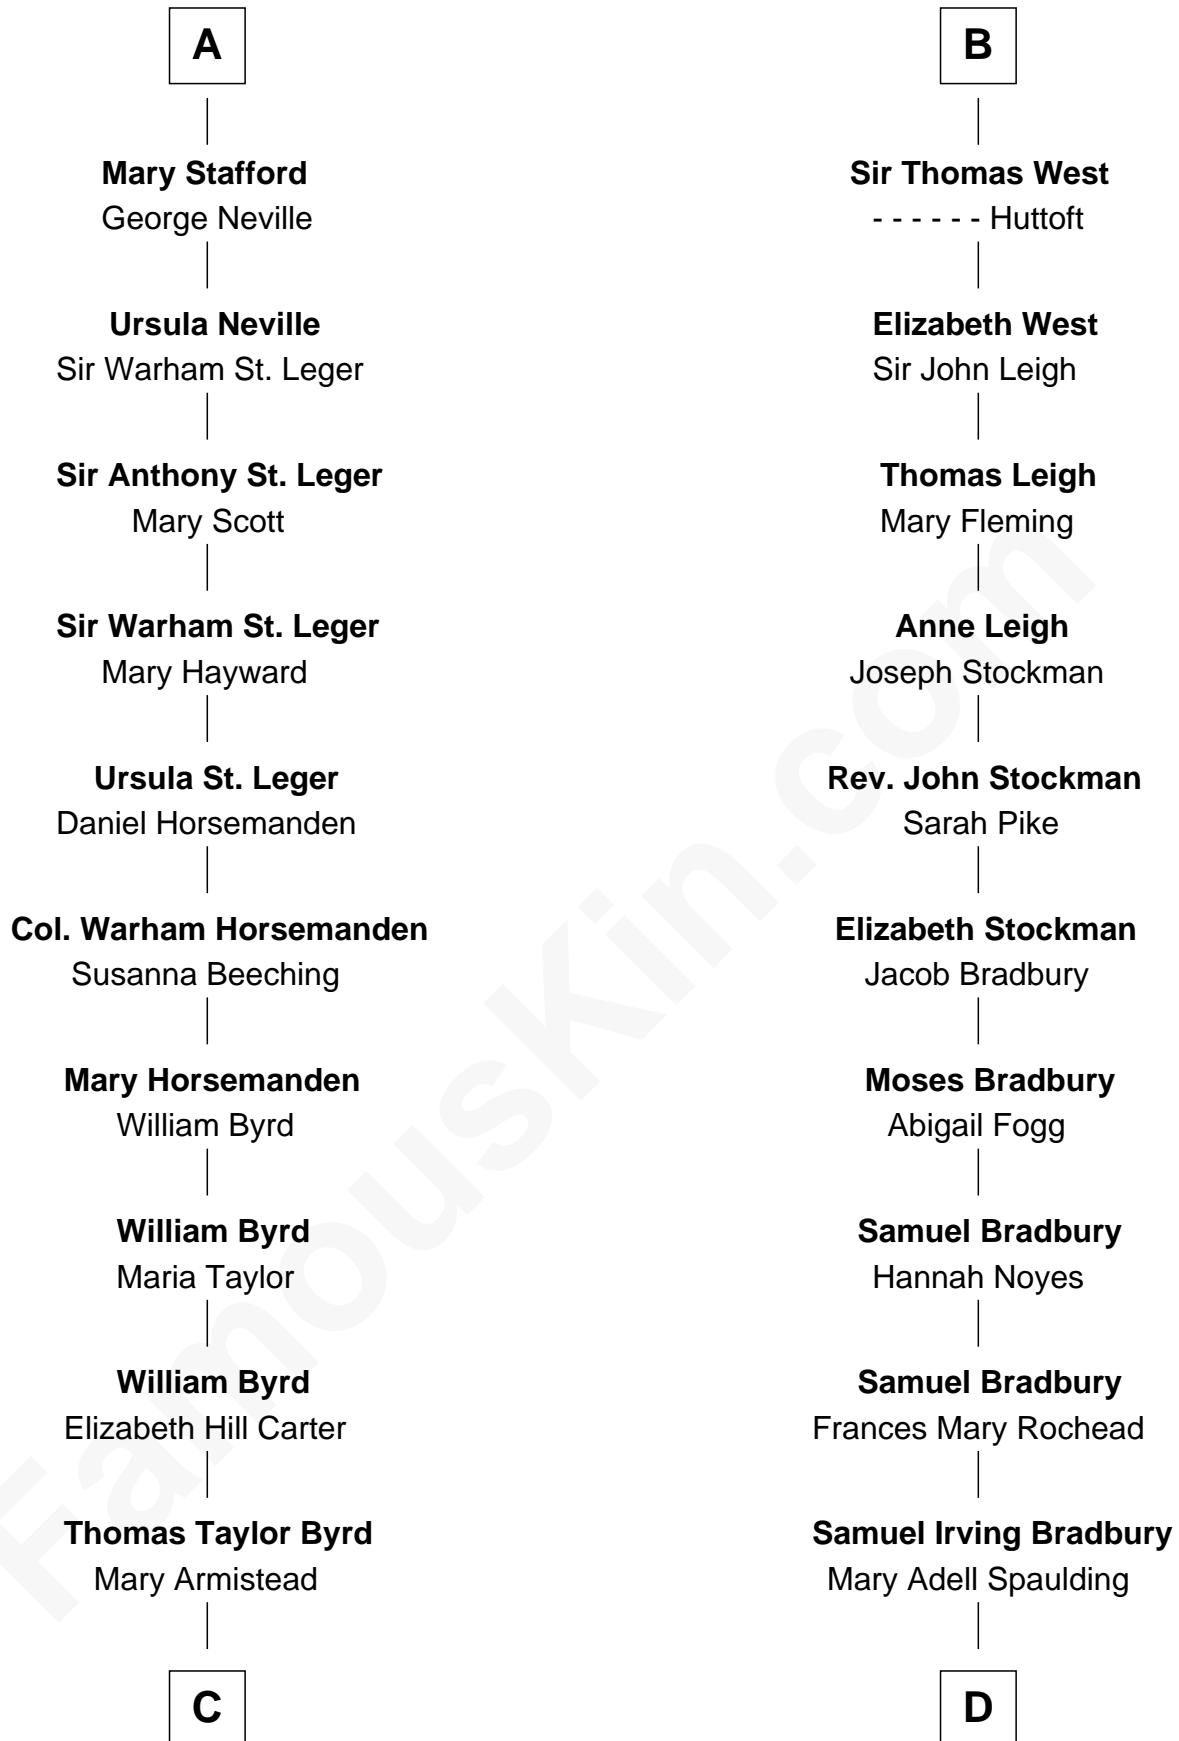 A
Mary Stafford
George Neville
Ursula Neville
Sir Warham St. Leger
Sir Anthony St. Leger
Mary Scott
Sir Warham St. Leger
Mary Hayward
Ursula St. Leger
Daniel Horsemanden
Col. Warham Horsemanden
Susanna Beeching
Mary Horsemanden
William Byrd
William Byrd
Maria Taylor
William Byrd
Elizabeth Hill Carter
Thomas Taylor Byrd
Mary Armistead
C
B
Sir Thomas West
- - - - - - Huttoft
Elizabeth West
Sir John Leigh
Thomas Leigh
Mary Fleming
Anne Leigh
Joseph Stockman
Rev. John Stockman
Sarah Pike
Elizabeth Stockman
Jacob Bradbury
Moses Bradbury
Abigail Fogg
Samuel Bradbury
Hannah Noyes
Samuel Bradbury
Frances Mary Rochead
Samuel Irving Bradbury
Mary Adell Spaulding
D
FamousKin.com